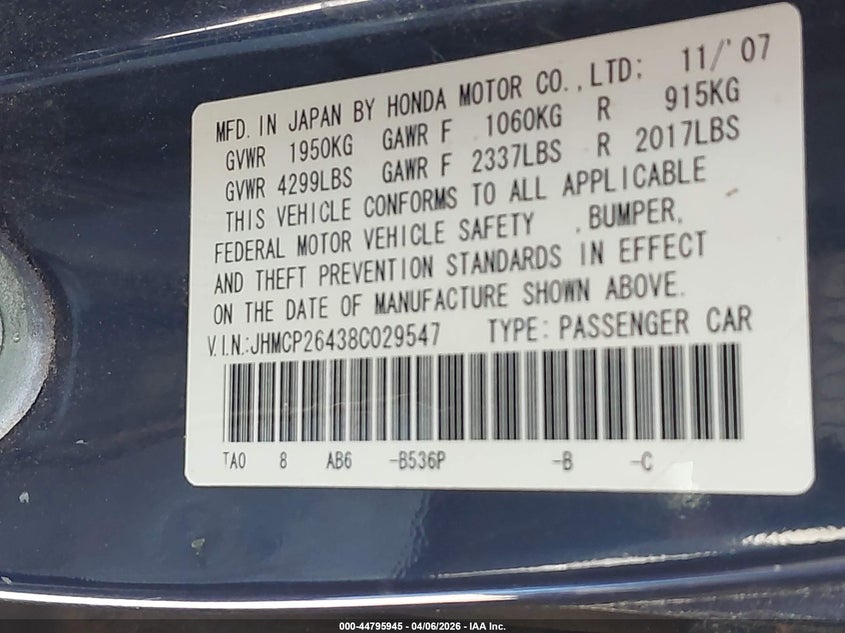 MFD. IN JAPAN BY HONDA MOTOR CO.,LTD; 11/'07
GVWR 1950KG GAWR F 1060KG R 915KG
GVWR 4299LBS GAWR F 2337LBS R 2017LBS
THIS VEHICLE CONFORMS TO ALL APPLICABLE
FEDERAL MOTOR VEHICLE SAFETY ,BUMPER,
AND THEFT PREVENTION STANDARDS IN EFFECT
ON THE DATE OF MANUFACTURE SHOWN ABOVE.
V.I.N.:JHMCP26438C029547 TYPE:PASSENGER CAR
TA0 8 AB6 -B536P -B -C
000-44795945 - 04/06/2026 - IAA Inc.